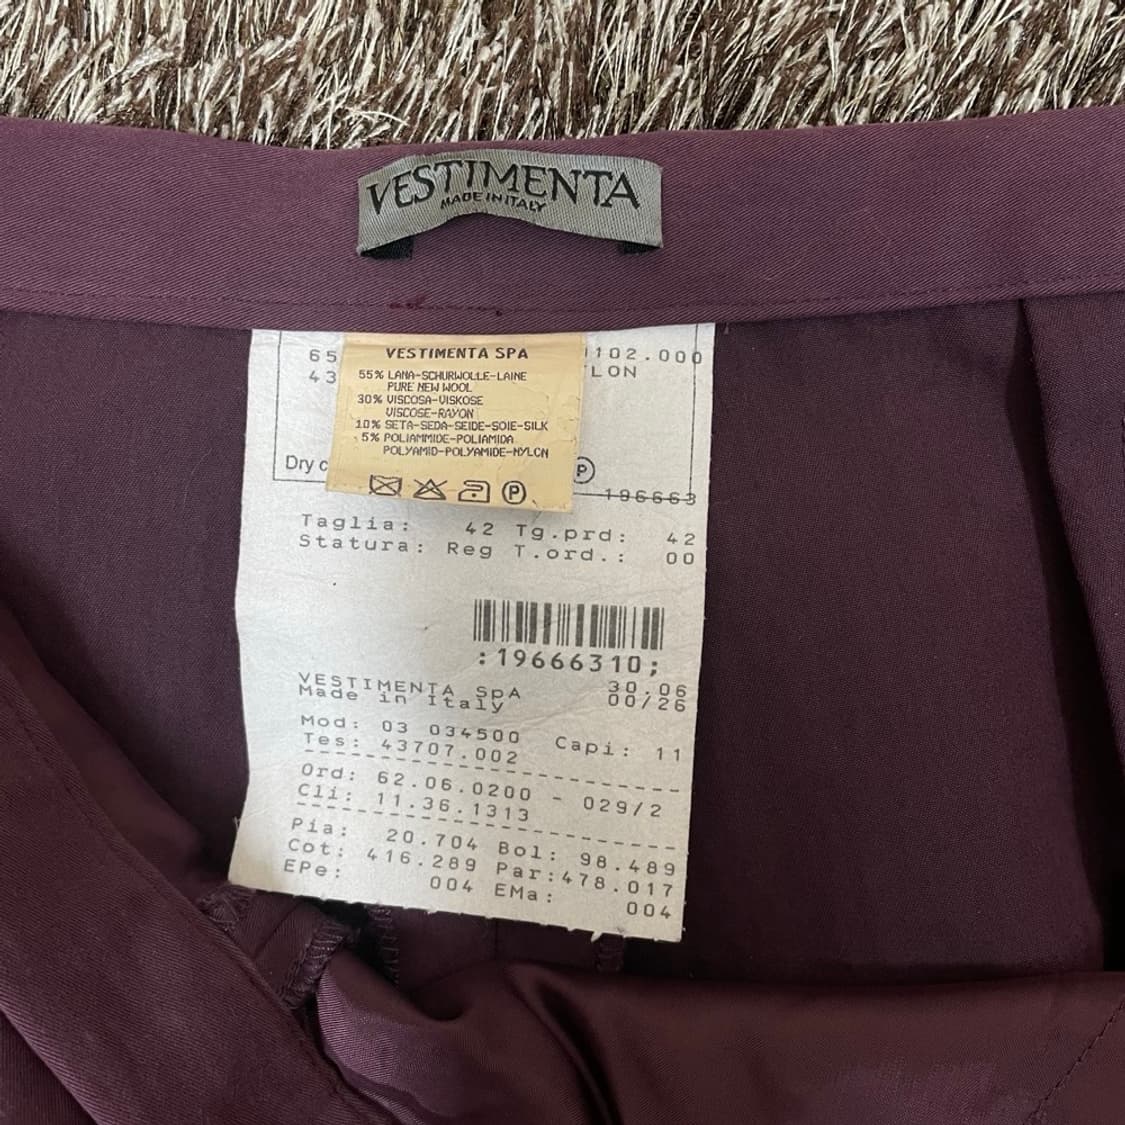 VESTIMENTA
MADE IN ITALY
65
1102.000
43
LON
VESTIMENTA SPA
55% LANA-SCHURWOLLE-LAINE
PURE NEW WOOL
30% VISCOSA-VISKOSE
VISCOSE-RAYON
10% SETA-SEDA-SEIDE-SOIE-SILK
5% POLIAMMIDE-POLIAMIDA
POLYAMID-POLYAMIDE-NYLON
Dry c
P
P
196663
Taglia: 42 Tg.prd: 42
Statura: Reg T.ord.: 00
:19666310;
VESTIMENTA SpA 30.06
Made in Italy 00/26
Mod: 03 034500 Capi: 11
Tes: 43707.002
Ord: 62.06.0200 - 029/2
Cli: 11.36.1313
Pia: 20.704 Bol: 98.489
Cot: 416.289 Par:478.017
EPe: 004 EMa: 004